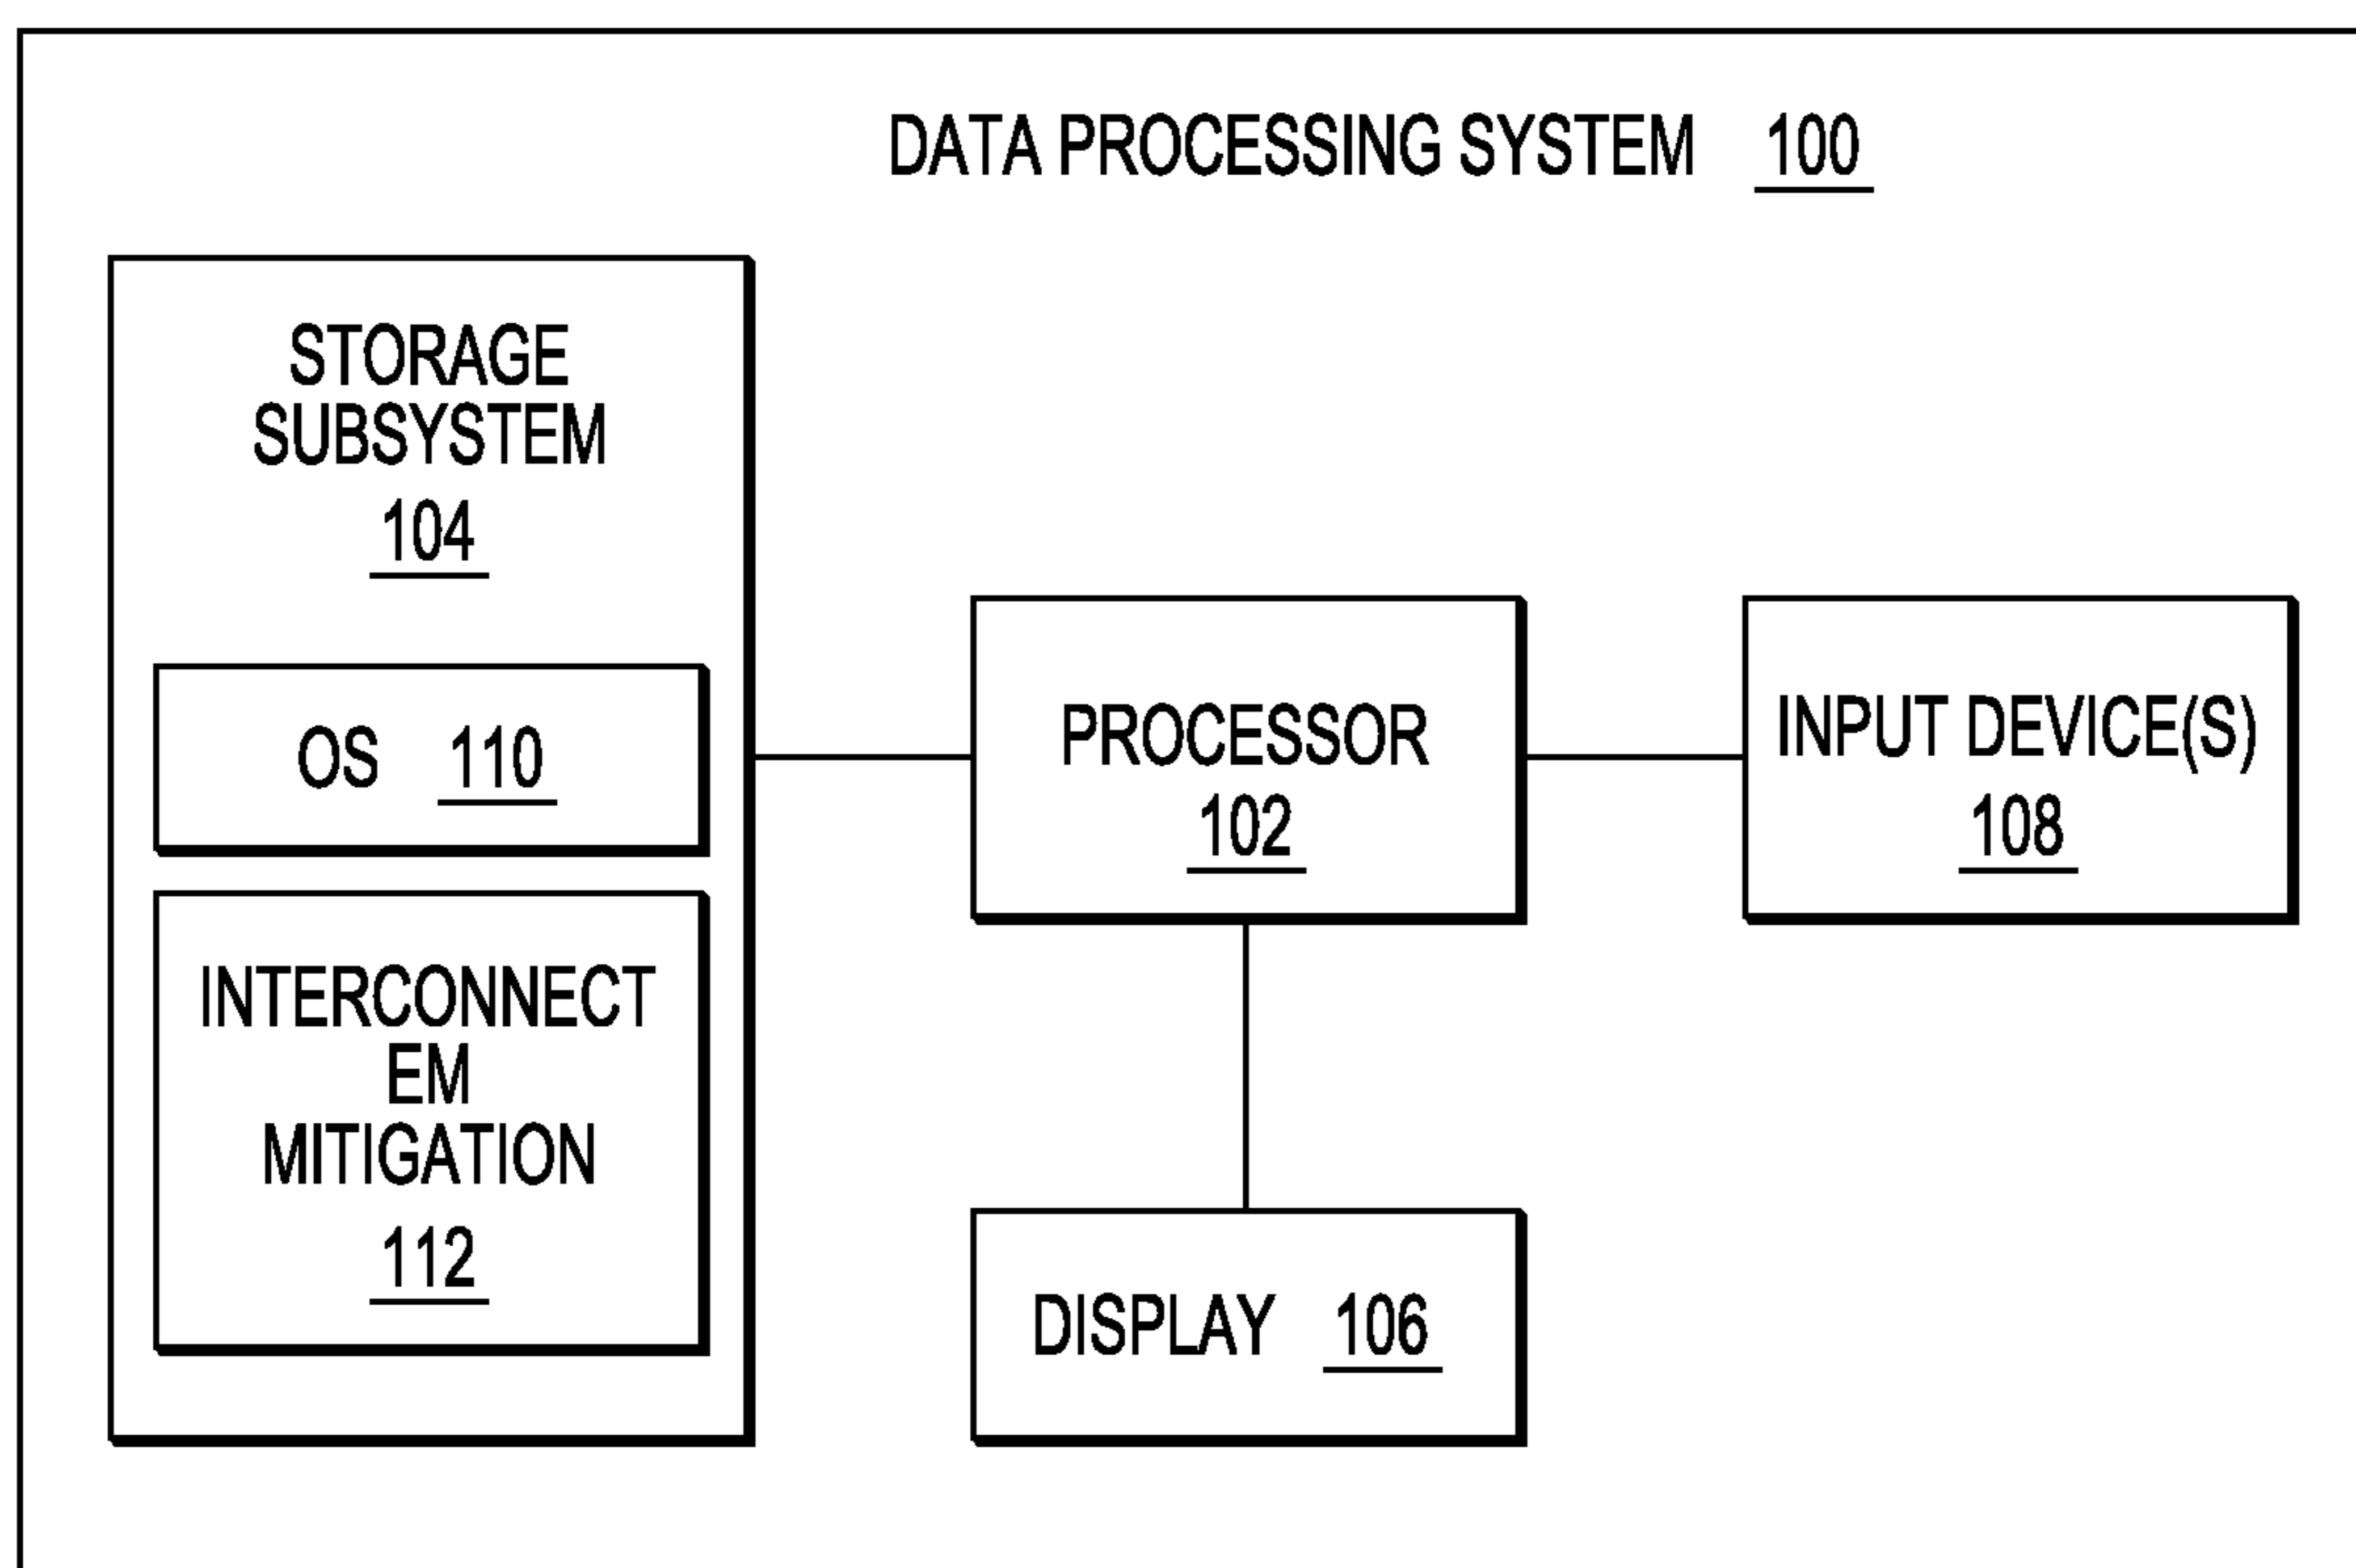 DATA PROCESSING SYSTEM 100
STORAGE
SUBSYSTEM
104
OS 110
INTERCONNECT
EM
MITIGATION
112
PROCESSOR
102
INPUT DEVICE(S)
108
DISPLAY 106